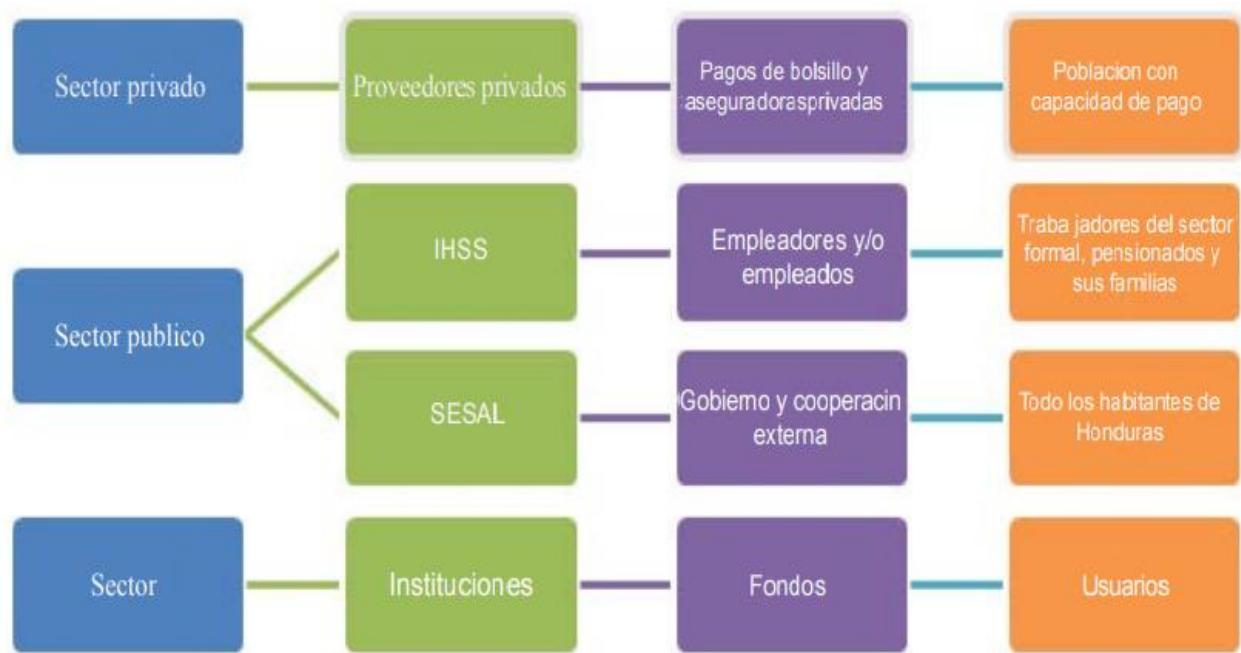 Sector privado
Proveedores privados
Pagos de bolsillo y
aseguradorasprivadas
Poblacion con
capacidad de pago
Sector publico
IHSS
Empleadores y/o
empleados
Traba jadores del sector
formal, pensionados y
sus familias
SESAL
Gobierno y cooperacin
externa
Todo los habitantes de
Honduras
Sector
Instituciones
Fondos
Usuarios